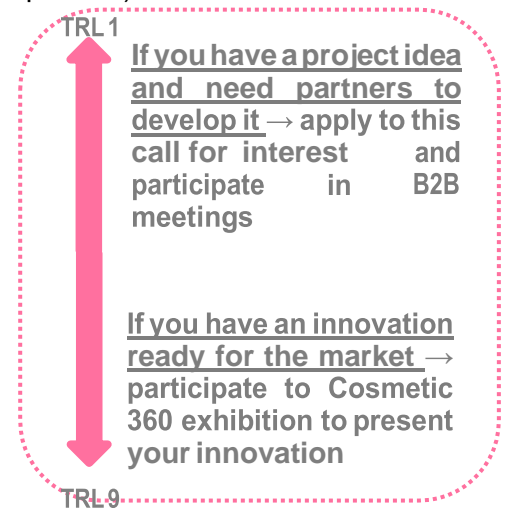 TRL 1
If you have a project idea
and need partners to
develop it → apply to this
call for interest and
participate in B2B
meetings
If you have an innovation
ready for the market →
participate to Cosmetic
360 exhibition to present
your innovation
TRL 9